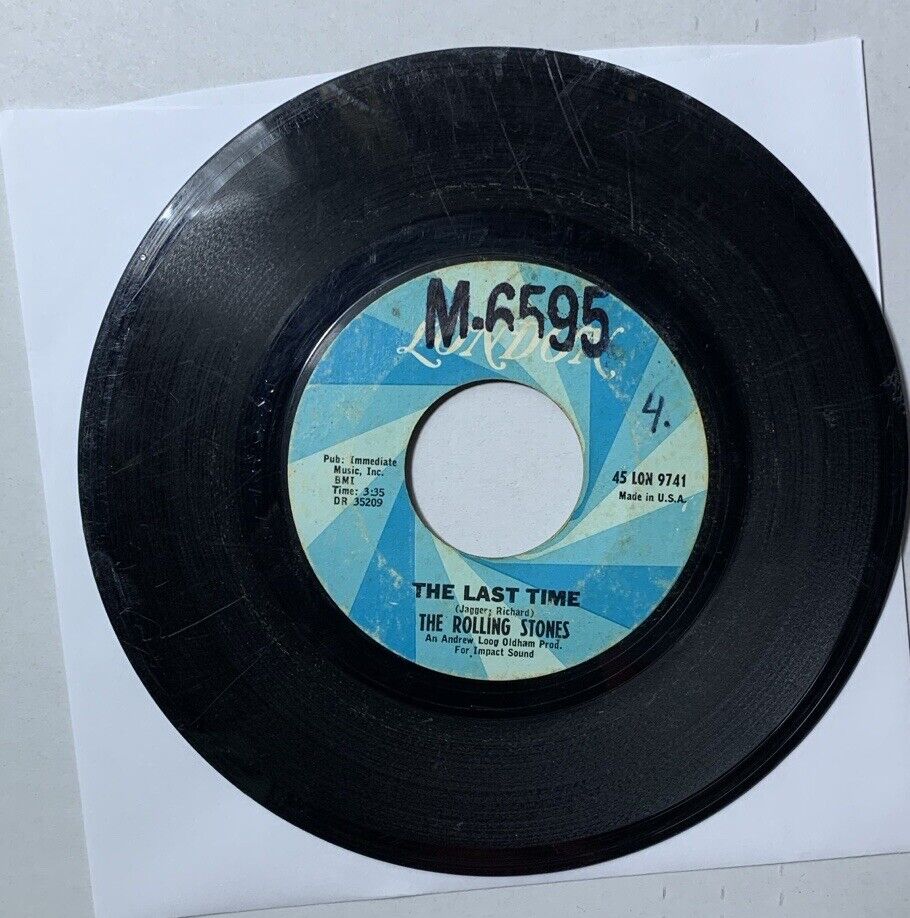 M-6595
LONDON
4.
Pub: Immediate
Music, Inc.
BMI
Time: 3:35
DR 35209
45 LON 9741
Made in U.S.A.
THE LAST TIME
(Jagger; Richard)
THE ROLLING STONES
An Andrew Loog Oldham Prod.
For Impact Sound